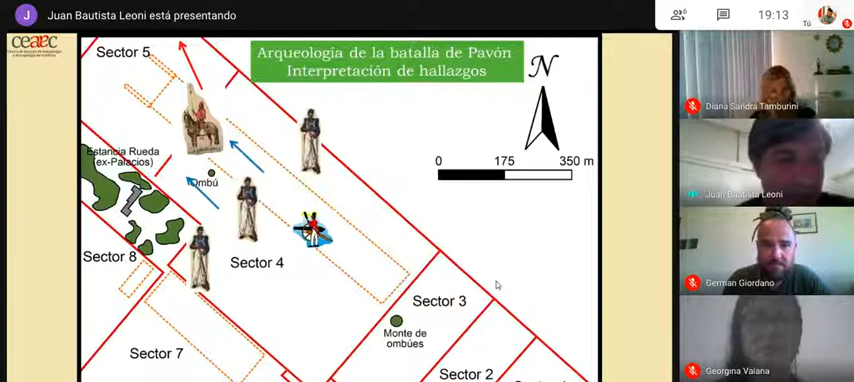 J
Juan Bautista Leoni está presentando
6
19:13
Tú
ceaec
Sector 5
Arqueología de la batalla de Pavón
Interpretación de hallazgos
N
0
175
350 m
Estancia Rueda
(ex-Palacios)
Ombú
Sector 4
Sector 8
Sector 7
Sector 3
Monte de
ombúes
Sector 2
Diana Sandra Tamburini
Juan Bautista Leoni
German Giordano
Georgina Vaiana